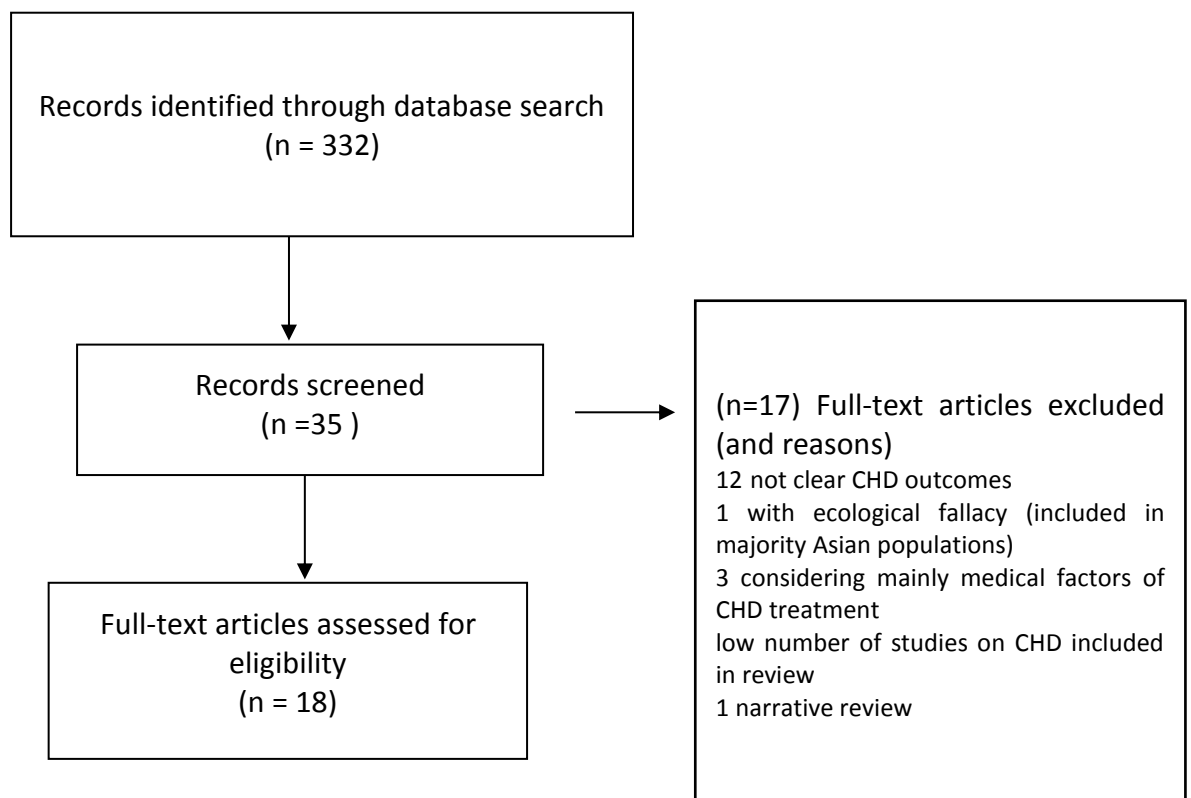 Records identified through database search
(n = 332)
Records screened
(n =35 )
(n=17) Full-text articles excluded
(and reasons)
12 not clear CHD outcomes
1 with ecological fallacy (included in
majority Asian populations)
3 considering mainly medical factors of
CHD treatment
low number of studies on CHD included
in review
1 narrative review
Full-text articles assessed for
eligibility
(n = 18)